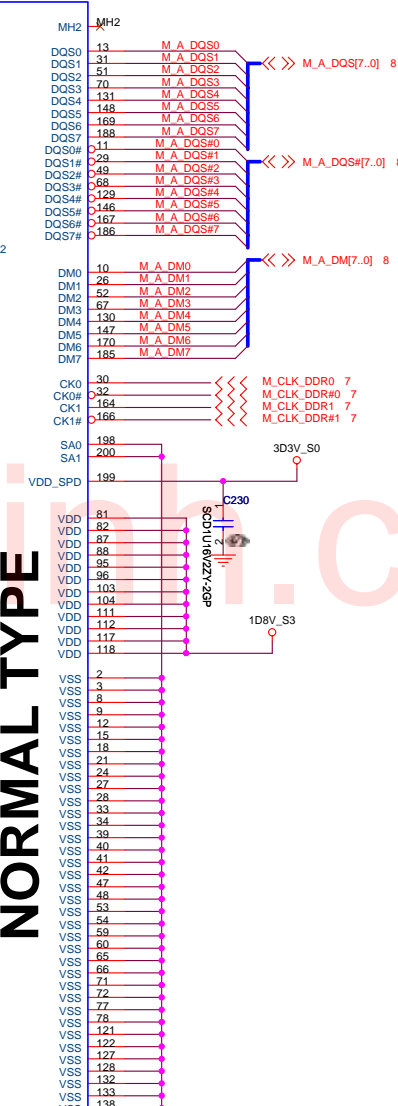 MH2 MH2
DQS0 13 M_A_DQS0
DQS1 31 M_A_DQS1 M_A_DQS[7..0] 8
DQS2 51 M_A_DQS2
DQS3 70 M_A_DQS3
DQS4 131 M_A_DQS4
DQS5 148 M_A_DQS5
DQS6 169 M_A_DQS6
DQS7 188 M_A_DQS7
DQS0# 11 M_A_DQS#0
DQS1# 29 M_A_DQS#1 M_A_DQS#[7..0]
DQS2# 49 M_A_DQS#2
DQS3# 68 M_A_DQS#3
DQS4# 129 M_A_DQS#4
DQS5# 146 M_A_DQS#5
DQS6# 167 M_A_DQS#6
DQS7# 186 M_A_DQS#7
2
M_A_DM[7..0] 8
DM0 10 M_A_DM0
DM1 26 M_A_DM1
DM2 52 M_A_DM2
DM3 67 M_A_DM3
DM4 130 M_A_DM4
DM5 147 M_A_DM5
DM6 170 M_A_DM6
DM7 185 M_A_DM7
CK0 30 M_CLK_DDR0 7
CK0# 32 M_CLK_DDR#0 7
CK1 164 M_CLK_DDR1 7
CK1# 166 M_CLK_DDR#1 7
SA0 198
SA1 200
3D3V_S0
VDD_SPD 199
1 C230
SCD1U16V2ZY-2GP
2
VDD 81
VDD 82
VDD 87
VDD 88
VDD 95
VDD 96
VDD 103
VDD 104
VDD 111
VDD 112
VDD 117
VDD 118
1D8V_S3
inh.c
NORMAL TYPE
VSS 2
VSS 3
VSS 8
VSS 9
VSS 12
VSS 15
VSS 18
VSS 21
VSS 24
VSS 27
VSS 28
VSS 33
VSS 34
VSS 39
VSS 40
VSS 41
VSS 42
VSS 47
VSS 48
VSS 53
VSS 54
VSS 59
VSS 60
VSS 65
VSS 66
VSS 71
VSS 72
VSS 77
VSS 78
VSS 121
VSS 122
VSS 127
VSS 128
VSS 132
VSS 133
VSS 138